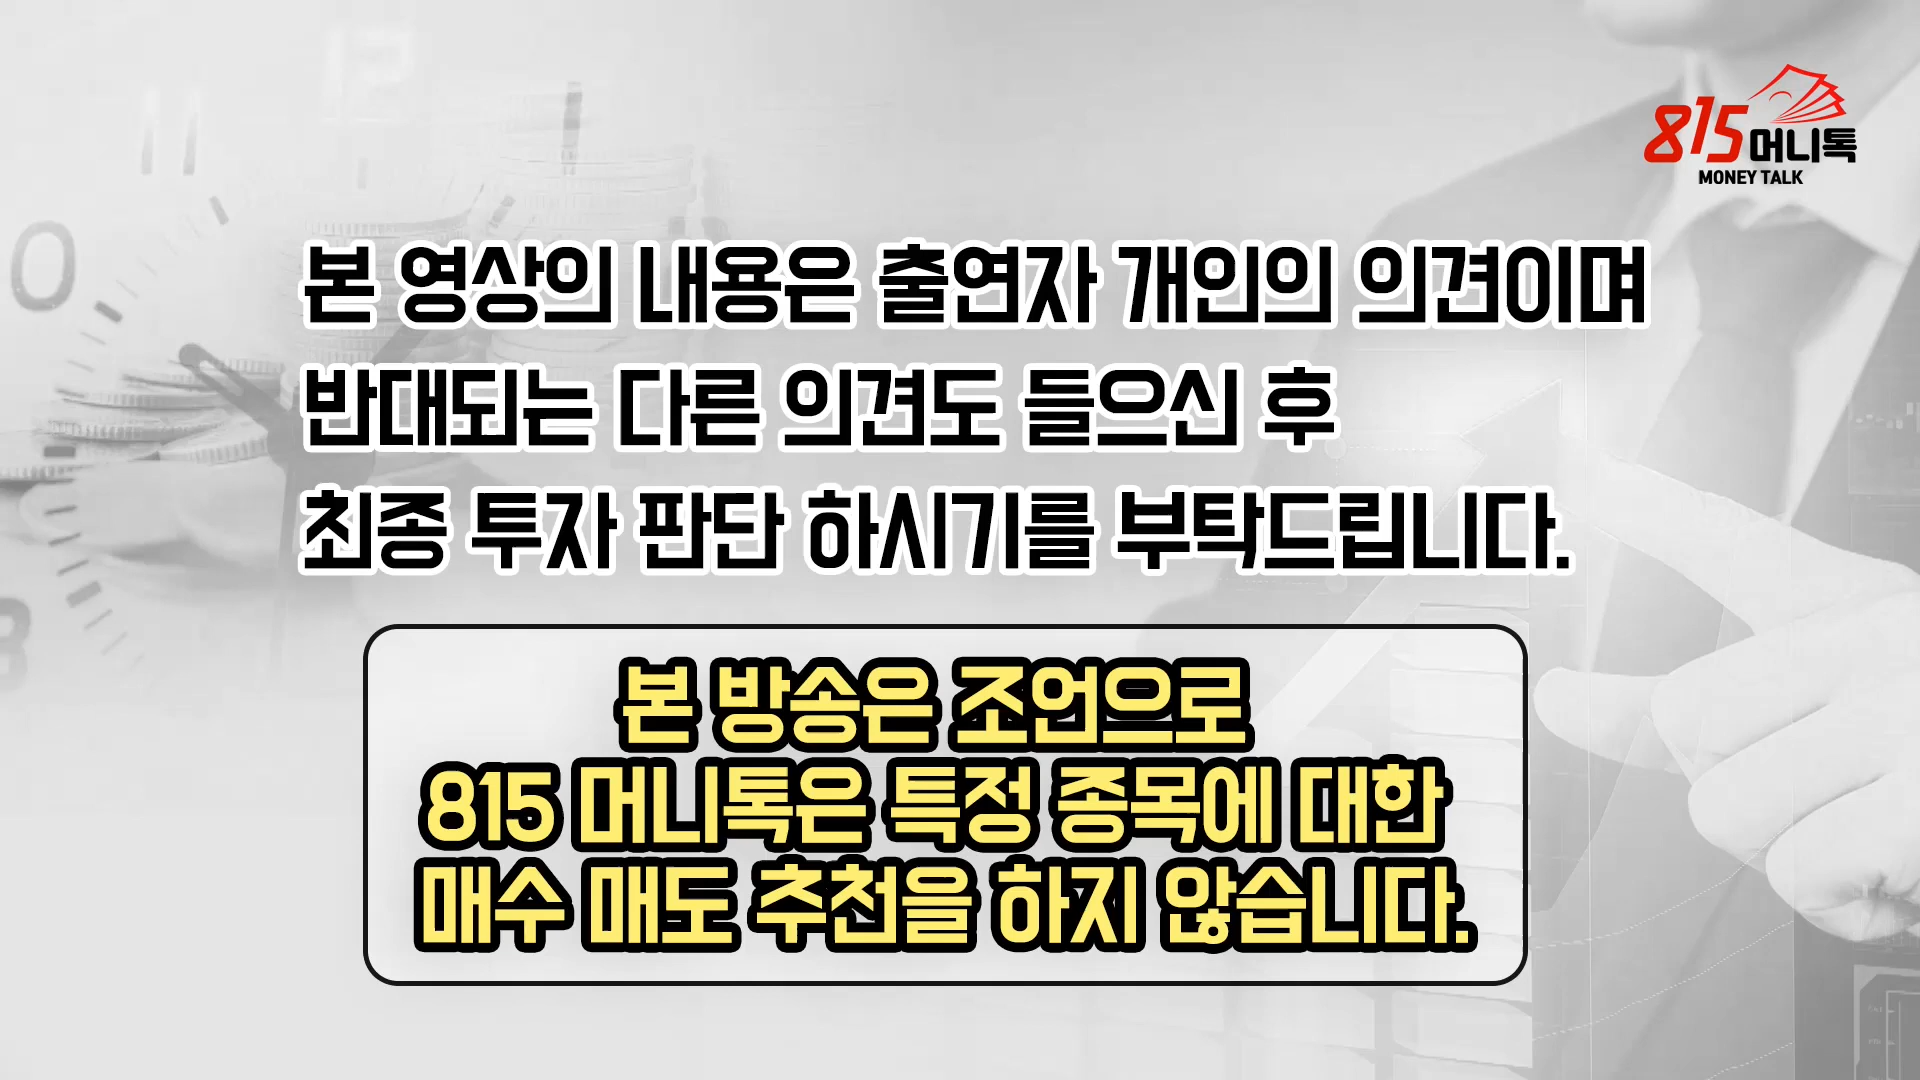 815머니톡
MONEY TALK
본 영상의 내용은 출연자 개인의 의견이며
반대되는 다른 의견도 들으신 후
최종 투자 판단 하시기를 부탁드립니다.
본 방송은 조언으로
815 머니톡은 특정 종목에 대한
매수 매도 추천을 하지 않습니다.